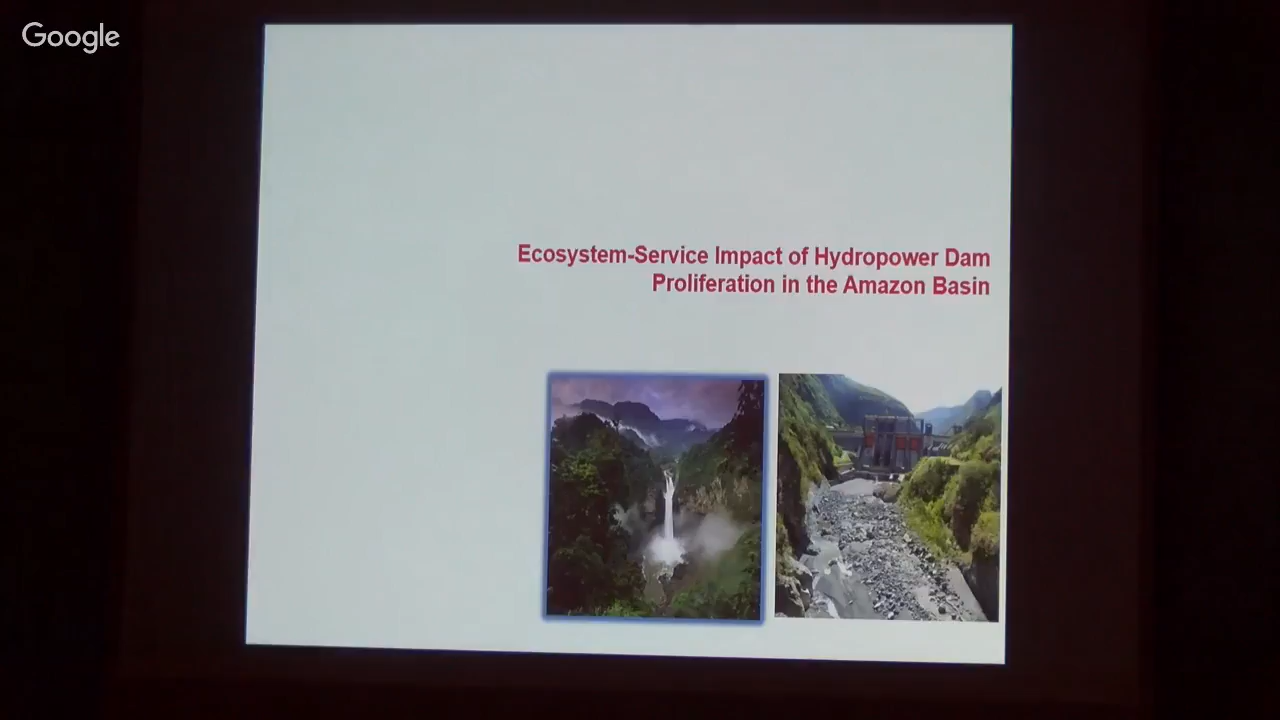 Google
Ecosystem-Service Impact of Hydropower Dam
Proliferation in the Amazon Basin